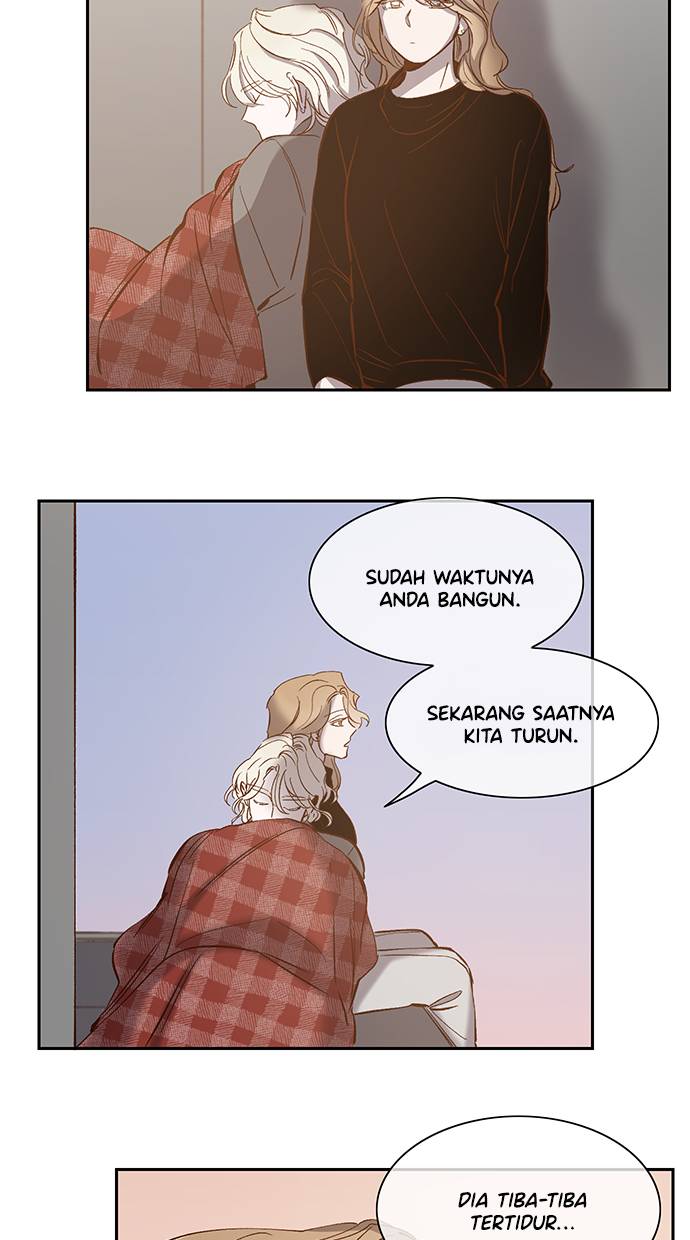 SUDAH WAKTUNYA
ANDA BANGUN.
SEKARANG SAATNYA
KITA TURUN.
DIA TIBA-TIBA
TERTIDUR...